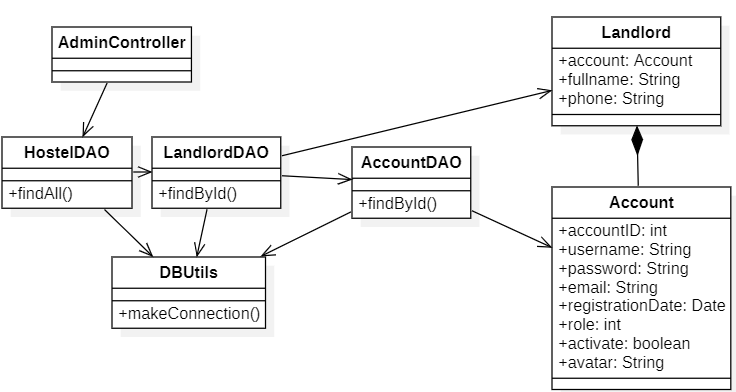 AdminController
HostelDAO
+findAll()
LandlordDAO
+findById()
AccountDAO
+findById()
DBUtils
+makeConnection()
Landlord
+account: Account
+fullname: String
+phone: String
Account
+accountID: int
+username: String
+password: String
+email: String
+registrationDate: Date
+role: int
+activate: boolean
+avatar: String